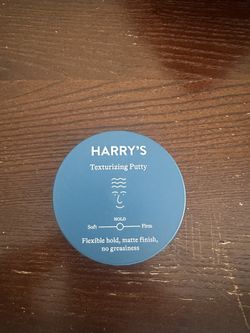 HARRY'S
Texturizing Putty
HOLD
Soft Firm
Flexible hold, matte finish,
no greasiness